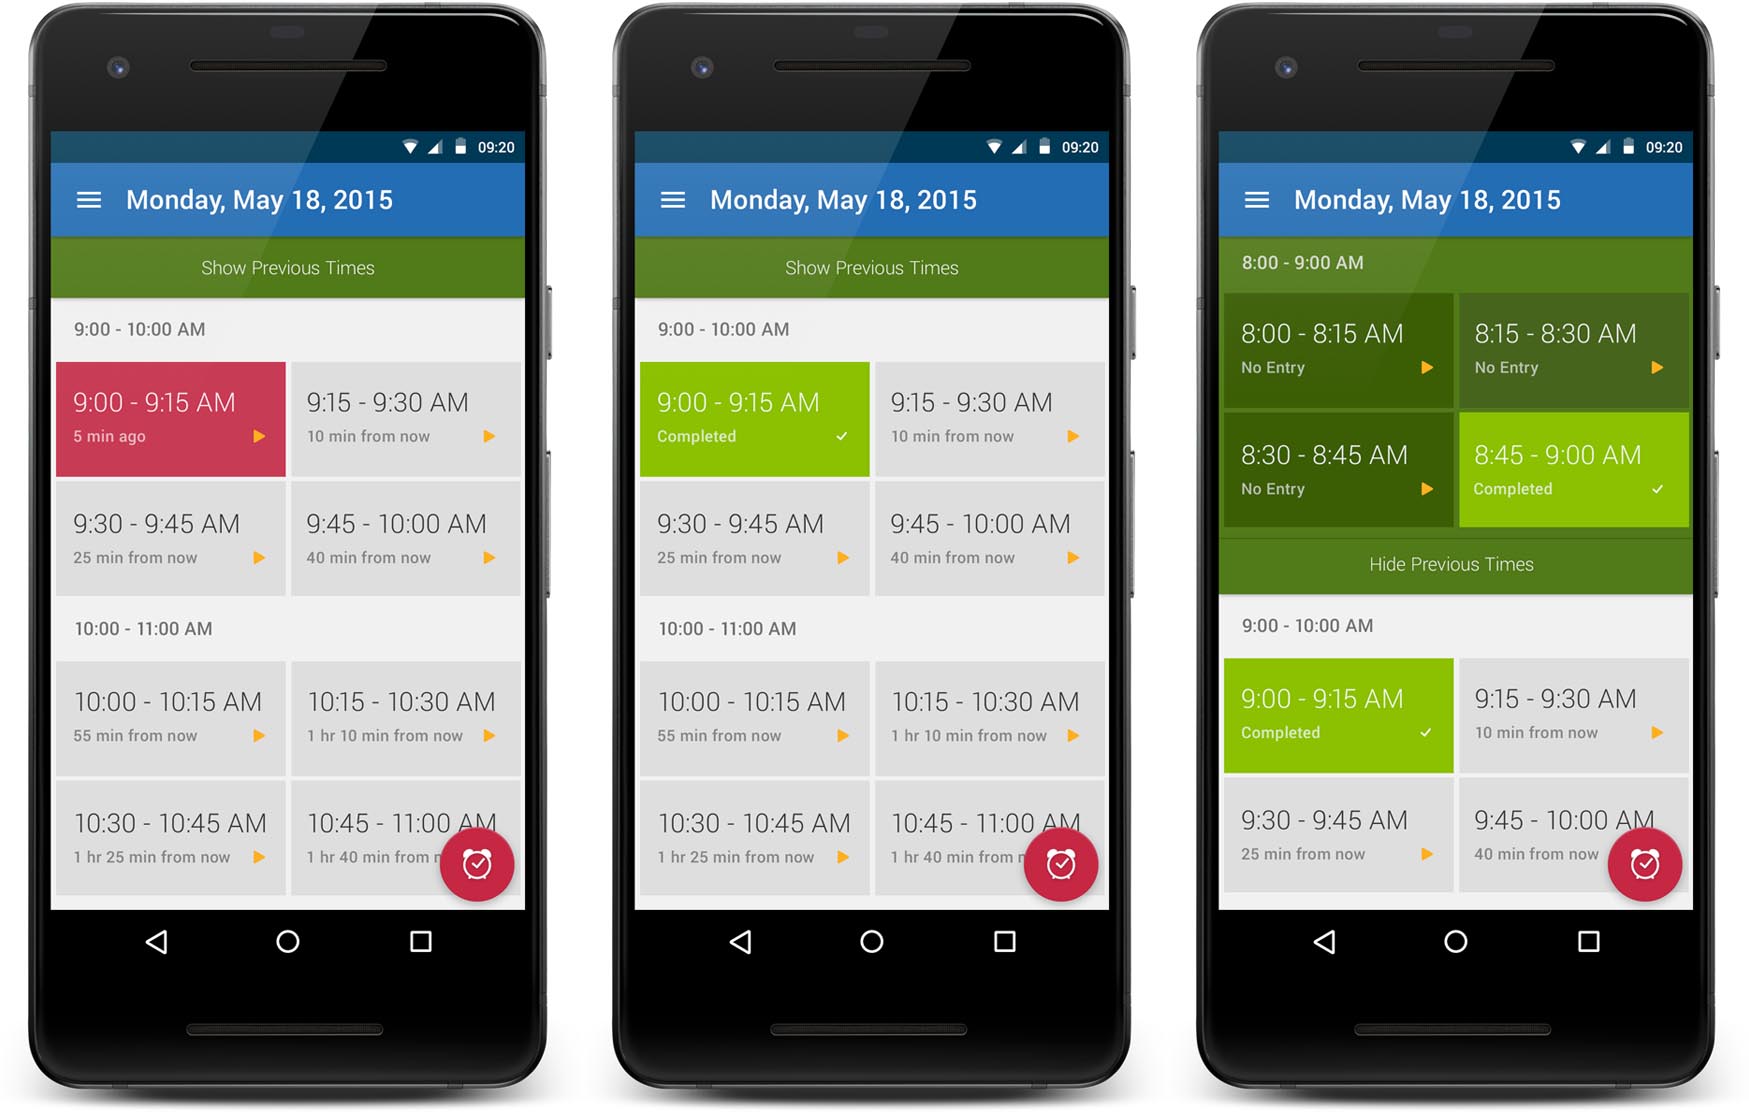 09:20
Monday, May 18, 2015
Show Previous Times
9:00 - 10:00 AM
9:00 - 9:15 AM
5 min ago
9:15 - 9:30 AM
10 min from now
9:30 - 9:45 AM
25 min from now
9:45 - 10:00 AM
40 min from now
10:00 - 11:00 AM
10:00 - 10:15 AM
55 min from now
10:15 - 10:30 AM
1 hr 10 min from now
10:30 - 10:45 AM
1 hr 25 min from now
10:45 - 11:00 AM
1 hr 40 min from
09:20
Monday, May 18, 2015
Show Previous Times
9:00 - 10:00 AM
9:00 - 9:15 AM
Completed
9:15 - 9:30 AM
10 min from now
9:30 - 9:45 AM
25 min from now
9:45 - 10:00 AM
40 min from now
10:00 - 11:00 AM
10:00 - 10:15 AM
55 min from now
10:15 - 10:30 AM
1 hr 10 min from now
10:30 - 10:45 AM
1 hr 25 min from now
10:45 - 11:00 AM
1 hr 40 min from
09:20
Monday, May 18, 2015
8:00 - 9:00 AM
8:00 - 8:15 AM
No Entry
8:15 - 8:30 AM
No Entry
8:30 - 8:45 AM
No Entry
8:45 - 9:00 AM
Completed
Hide Previous Times
9:00 - 10:00 AM
9:00 - 9:15 AM
Completed
9:15 - 9:30 AM
10 min from now
9:30 - 9:45 AM
25 min from now
9:45 - 10:00 AM
40 min from now